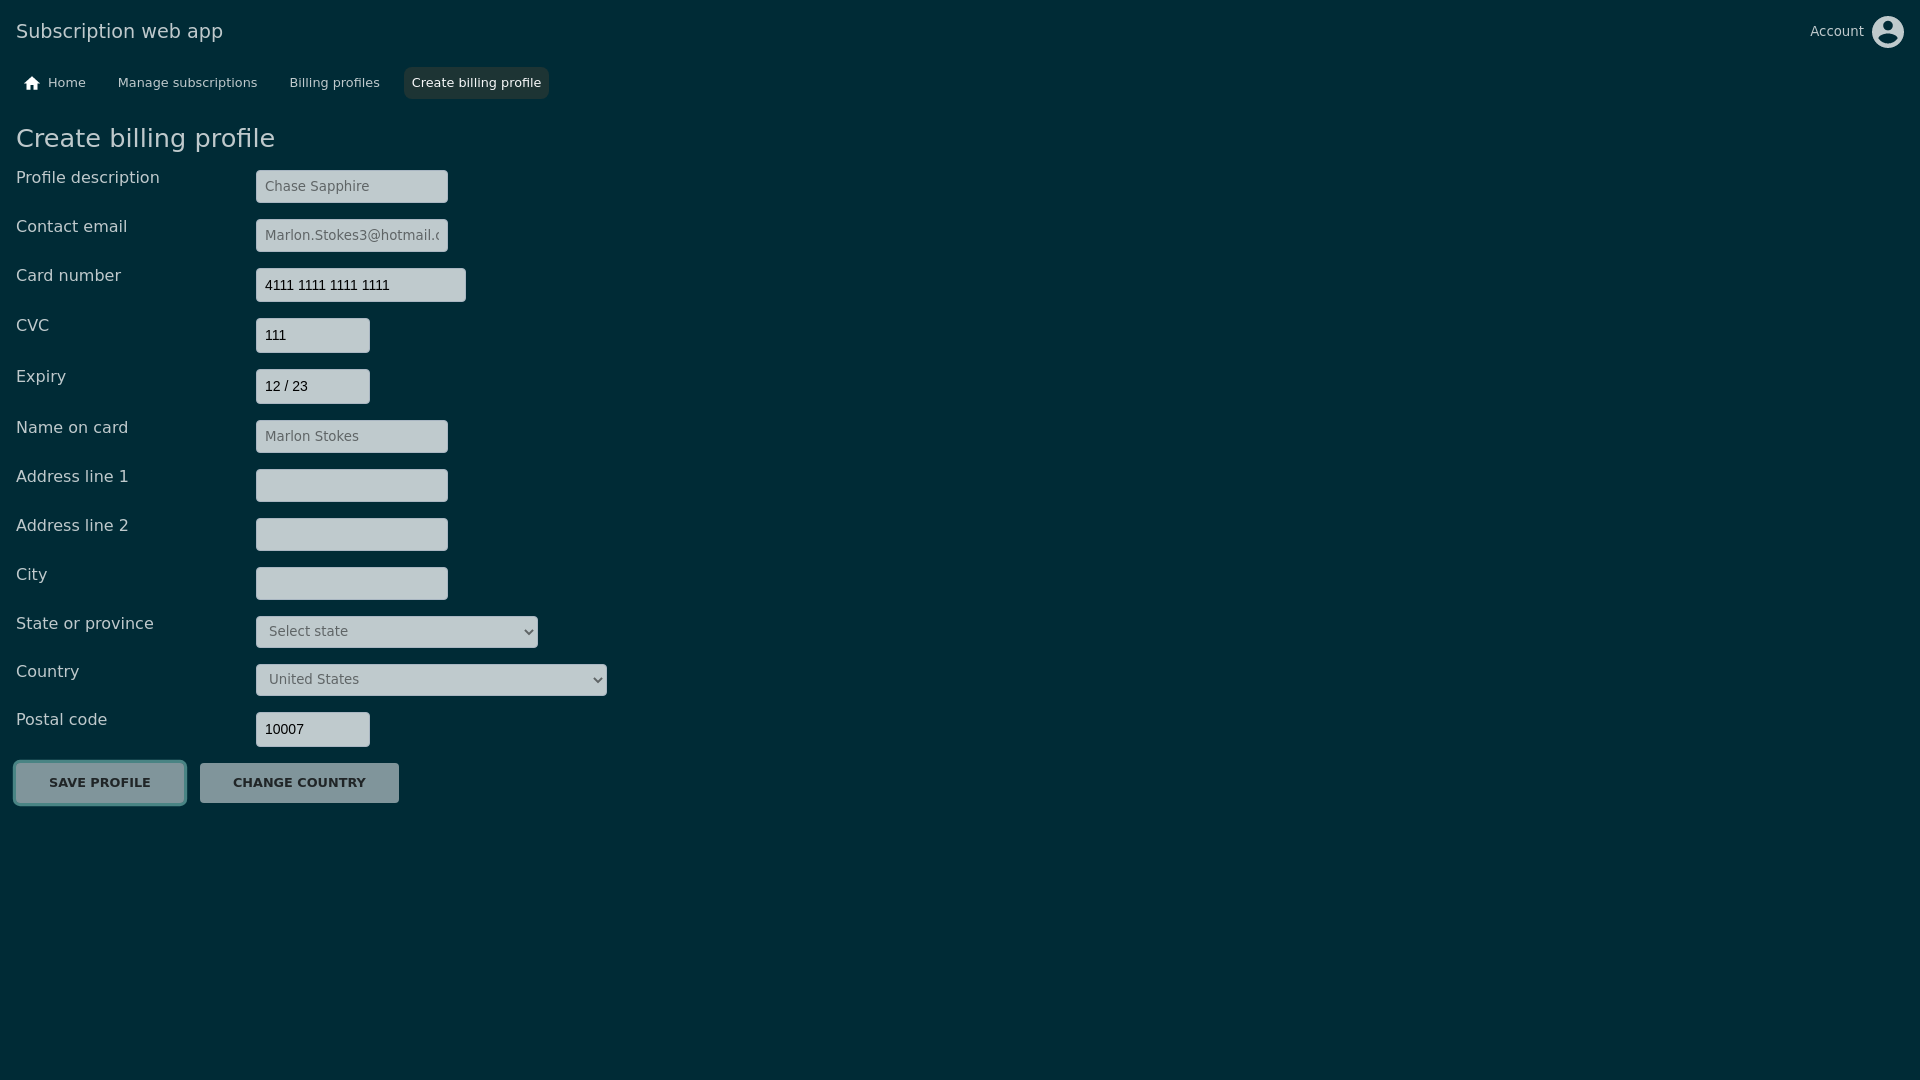 Subscription web app
Account
Home
Manage subscriptions
Billing profiles
Create billing profile
Create billing profile
Profile description
Chase Sapphire
Contact email
Marlon.Stokes3@hotmail.c
Card number
4111 1111 1111 1111
CVC
111
Expiry
12 / 23
Name on card
Marlon Stokes
Address line 1
Address line 2
City
State or province
Select state
Country
United States
Postal code
10007
SAVE PROFILE
CHANGE COUNTRY